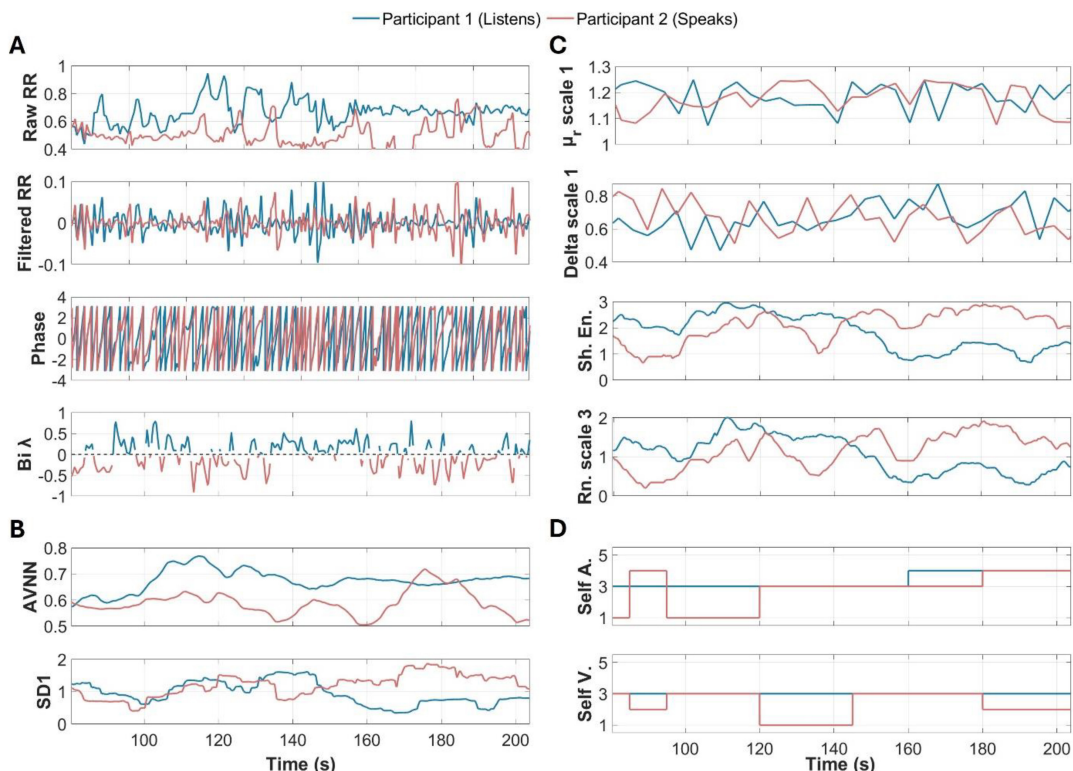 Participant 1 (Listens) Participant 2 (Speaks)
A
Raw RR
1
0.8
0.6
0.4
Filtered RR
0.1
0
-0.1
Phase
4
2
0
-2
-4
Bi λ
1
0.5
0
-0.5
-1
B
AVNN
0.8
0.7
0.6
0.5
SD1
2
1
0
100 120 140 160 180 200
Time (s)
C
μr scale 1
1.3
1.2
1.1
1
Delta scale 1
0.8
0.6
0.4
Sh. En.
3
2
1
0
Rn. scale 3
2
1
0
D
Self A.
5
3
1
Self V.
5
3
1
100 120 140 160 180 200
Time (s)